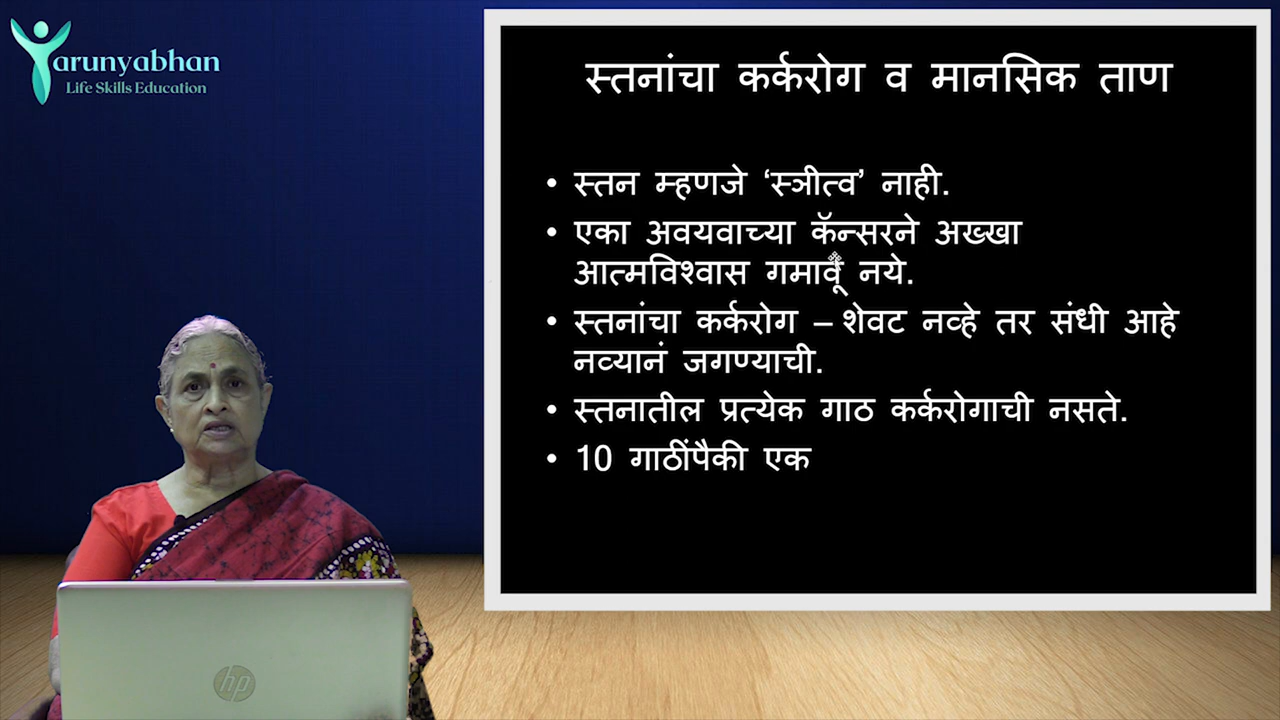 arunyabhan
Life Skills Education
स्तनांचा कर्करोग व मानसिक ताण
• स्तन म्हणजे ‘स्त्रीत्व’ नाही.
• एका अवयवाच्या कॅन्सरने अख्खा
आत्मविश्वास गमावूँ नये.
• स्तनांचा कर्करोग – शेवट नव्हे तर संधी आहे
नव्यानं जगण्याची.
• स्तनातील प्रत्येक गाठ कर्करोगाची नसते.
• 10 गाठींपैकी एक
hp